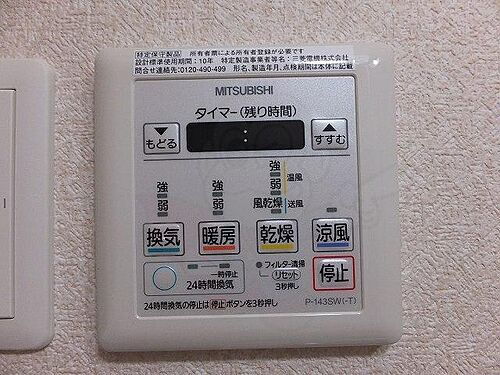 特定保守製品 所有者票による所有者登録が必要です
設計標準使用期間：10年 特定製造事業者等名：三菱電機株式会社
問合せ連絡先：0120-490-499 形名、製造年月、点検期間は本体に記載
MITSUBISHI
タイマー(残り時間)
▼ もどる
:
▲ すすむ
強 弱
強 弱
強 弱 温風
風乾燥 送風
換気 暖房 乾燥 涼風
一時停止
24時間換気
フィルター清掃
リセット
3秒押し
停止
24時間換気の停止は停止ボタンを3秒押し
P-143SW(-T)